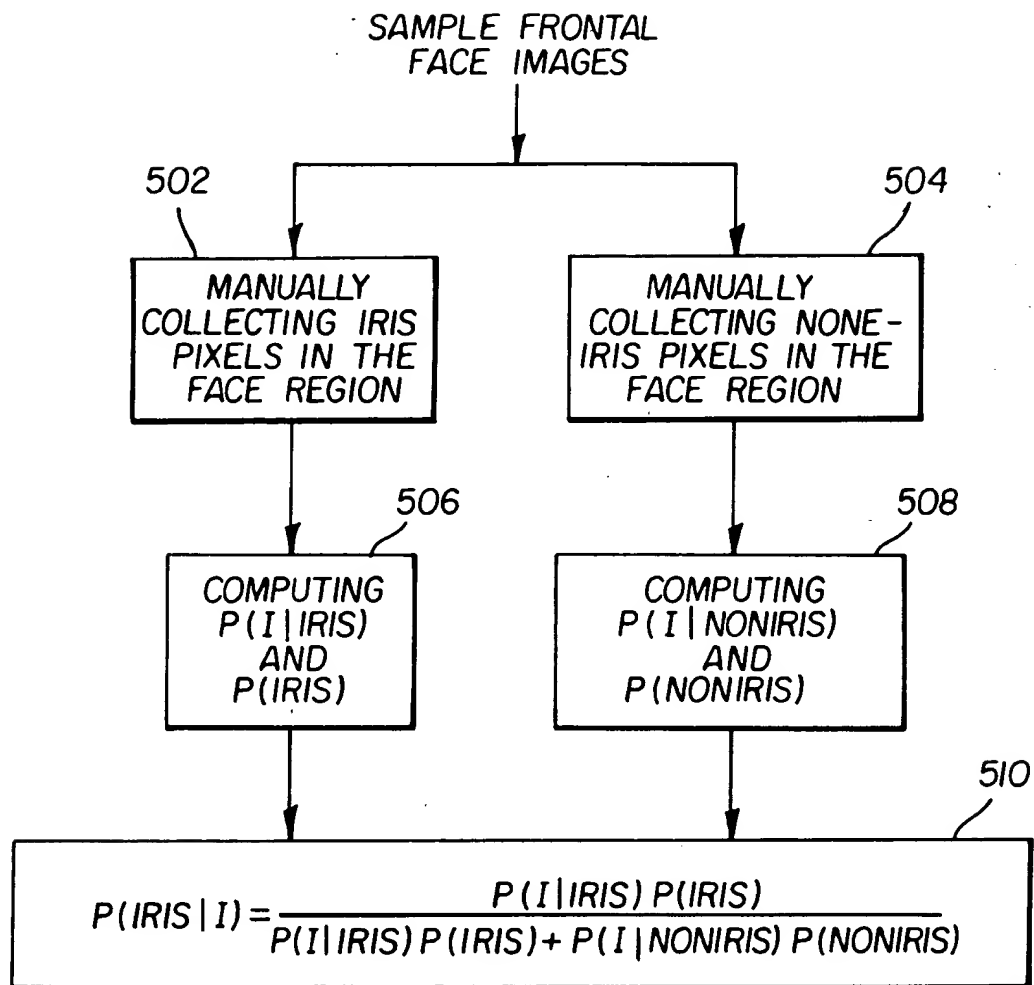 SAMPLE FRONTAL
FACE IMAGES
502
504
MANUALLY
COLLECTING IRIS
PIXELS IN THE
FACE REGION
MANUALLY
COLLECTING NONE-
IRIS PIXELS IN THE
FACE REGION
506
508
COMPUTING
P(I|IRIS)
AND
P(IRIS)
COMPUTING
P(I|NONIRIS)
AND
P(NONIRIS)
510
P(IRIS|I)=
P(I|IRIS) P(IRIS)
P(I|IRIS) P(IRIS)+ P(I|NONIRIS) P(NONIRIS)